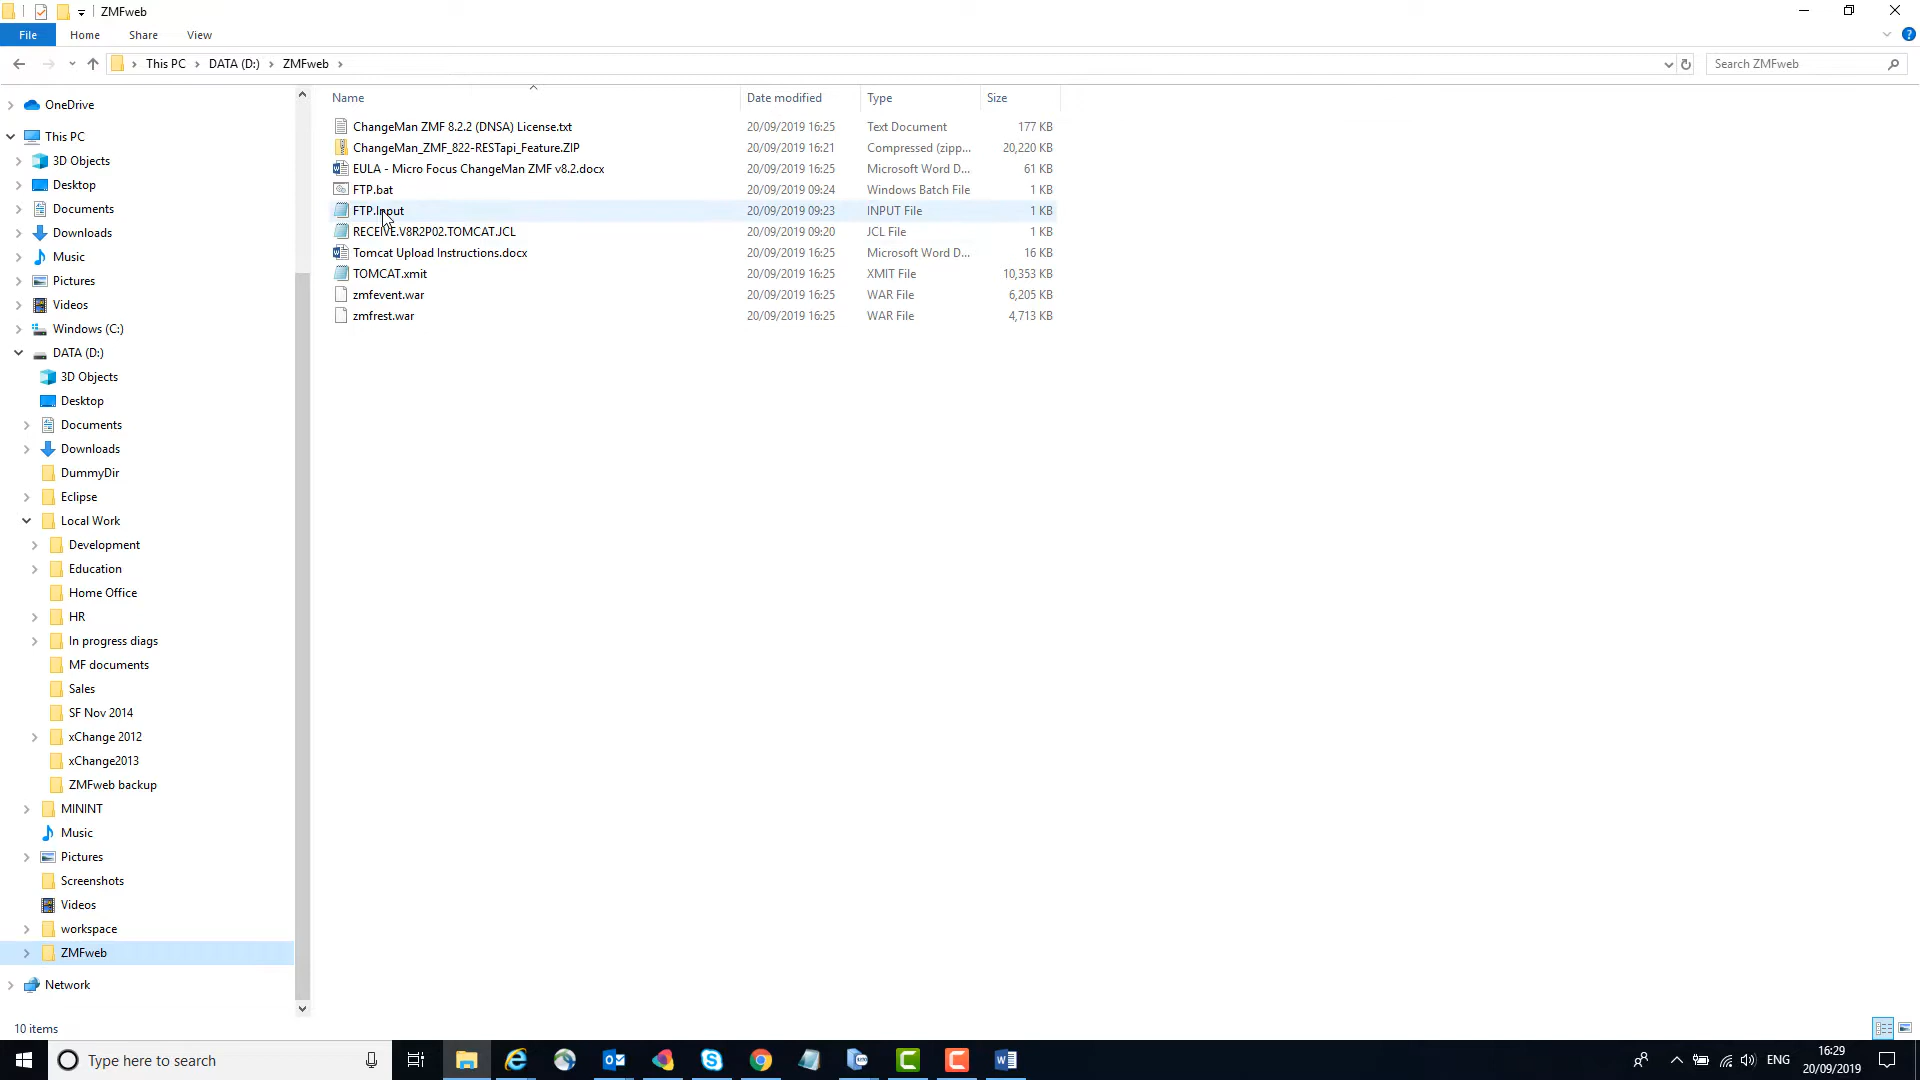 ZMFweb
File Home Share View
This PC DATA (D:) ZMFweb Search ZMFweb
Name Date modified Type Size
ChangeMan ZMF 8.2.2 (DNSA) License.txt 20/09/2019 16:25 Text Document 177 KB
ChangeMan_ZMF_822-RESTapi_Feature.ZIP 20/09/2019 16:21 Compressed (zipp... 20,220 KB
EULA - Micro Focus ChangeMan ZMF v8.2.docx 20/09/2019 16:25 Microsoft Word D... 61 KB
FTP.bat 20/09/2019 09:24 Windows Batch File 1 KB
FTP.Input 20/09/2019 09:23 INPUT File 1 KB
RECEIVE.V8R2P02.TOMCAT.JCL 20/09/2019 09:20 JCL File 1 KB
Tomcat Upload Instructions.docx 20/09/2019 16:25 Microsoft Word D... 16 KB
TOMCAT.xmit 20/09/2019 16:25 XMIT File 10,353 KB
zmfevent.war 20/09/2019 16:25 WAR File 6,205 KB
zmfrest.war 20/09/2019 16:25 WAR File 4,713 KB
OneDrive
This PC
3D Objects
Desktop
Documents
Downloads
Music
Pictures
Videos
Windows (C:)
DATA (D:)
3D Objects
Desktop
Documents
Downloads
DummyDir
Eclipse
Local Work
Development
Education
Home Office
HR
In progress diags
MF documents
Sales
SF Nov 2014
xChange 2012
xChange2013
ZMFweb backup
MININT
Music
Pictures
Screenshots
Videos
workspace
ZMFweb
Network
10 items
Type here to search
ENG
16:29
20/09/2019